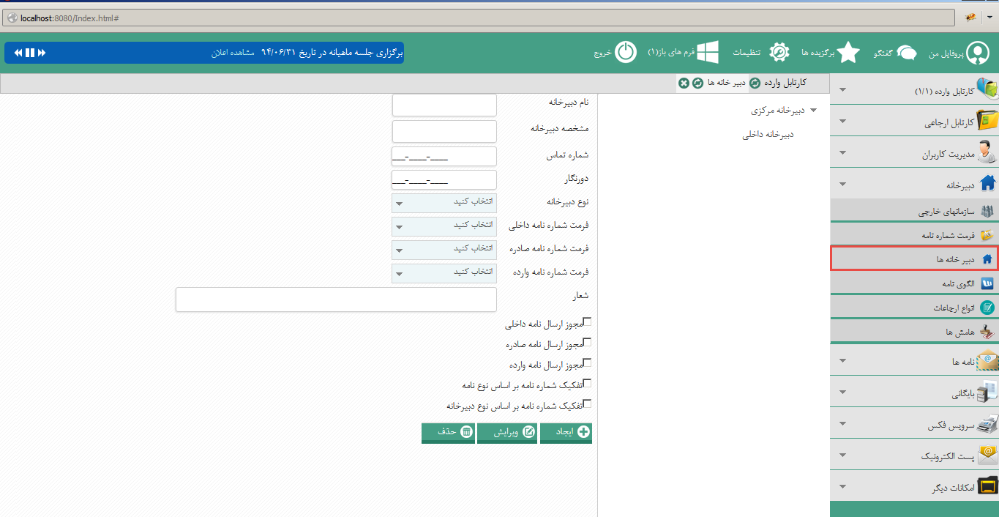 localhost:8080/Index.html#
پروفایل من
گفتگو
برگزیده ها
تنظیمات
فرم های باز(۱)
خروج
برگزاری جلسه ماهیانه در تاریخ ۹۴/۰۶/۳۱ مشاهده اعلان
کارتابل وارده (۱/۱)
کارتابل ارجاعی
مدیریت کاربران
دبیرخانه
سازمانهای خارجی
فرمت شماره نامه
دبیر خانه ها
الگوی نامه
انواع ارجاعات
هامش ها
نامه ها
بایگانی
سرویس فکس
پست الکترونیک
امکانات دیگر
کارتابل وارده
دبیر خانه ها
دبیرخانه مرکزی
دبیرخانه داخلی
نام دبیرخانه
مشخصه دبیرخانه
شماره تماس ___-____-____
دورنگار ___-____-____
نوع دبیرخانه انتخاب کنید
فرمت شماره نامه داخلی انتخاب کنید
فرمت شماره نامه صادره انتخاب کنید
فرمت شماره نامه وارده انتخاب کنید
شعار
مجوز ارسال نامه داخلی
مجوز ارسال نامه صادره
مجوز ارسال نامه وارده
تفکیک شماره نامه بر اساس نوع نامه
تفکیک شماره نامه بر اساس نوع دبیرخانه
ایجاد
ویرایش
حذف